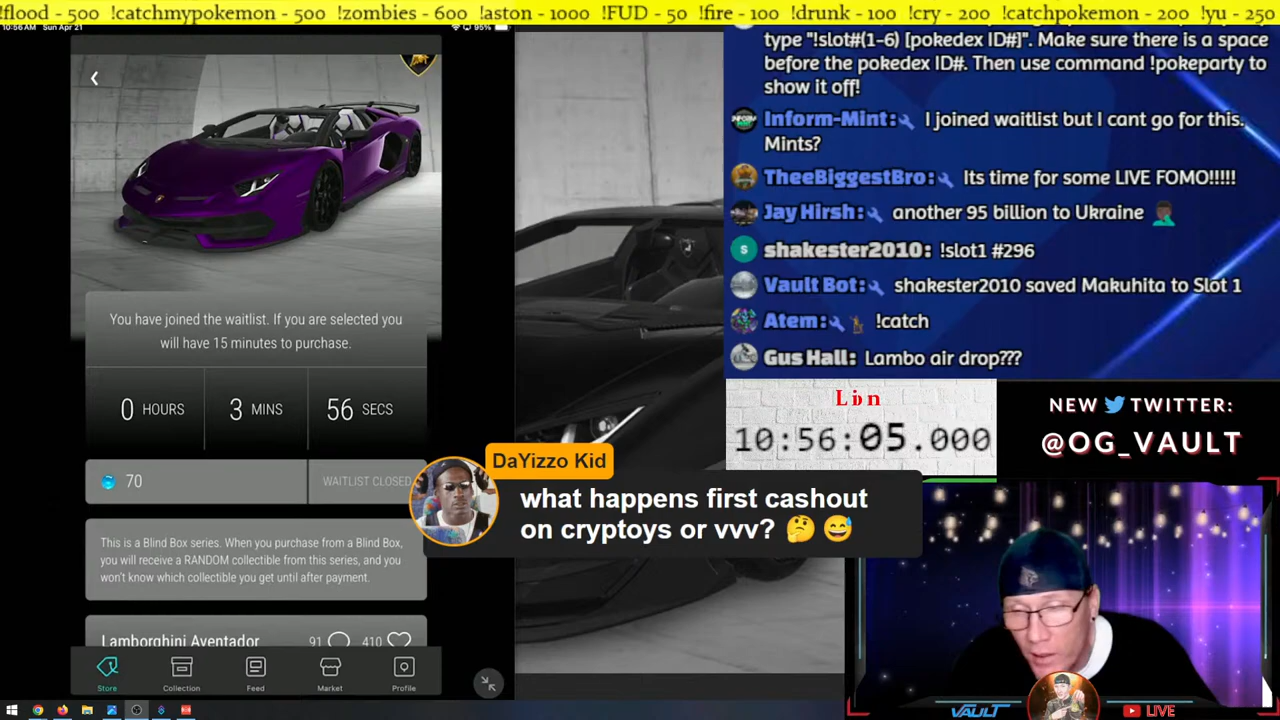 !flood - 500 !catchmypokemon - 500 !zombies - 600 !aston - 1000 !FUD - 50 !fire - 100 !drunk - 100 !cry - 200 !catchpokemon - 200 !yu - 250
10:56AM Sun Apr 21
95%
You have joined the waitlist. If you are selected you
will have 15 minutes to purchase.
0 HOURS 3 MINS 56 SECS
70 WAITLIST CLOSED
This is a Blind Box series. When you purchase from a Blind Box,
you will receive a RANDOM collectible from this series, and you
won't know which collectible you get until after payment.
Lamborghini Aventador 91 410
Store Collection Feed Market Profile
DaYizzo Kid
what happens first cashout
on cryptoys or vvv? 🤔 😅
type "!slot#(1-6) [pokedex ID#]". Make sure there is a space
before the pokedex ID#. Then use command !pokeparty to
show it off!
Inform-Mint: I joined waitlist but I cant go for this.
Mints?
TheeBiggestBro: Its time for some LIVE FOMO!!!!!
Jay Hirsh: another 95 billion to Ukraine
shakester2010: !slot1 #296
Vault Bot: shakester2010 saved Makuhita to Slot 1
Atem: !catch
Gus Hall: Lambo air drop???
10:56:05.000
NEW TWITTER:
@OG_VAULT
VAULT
LIVE